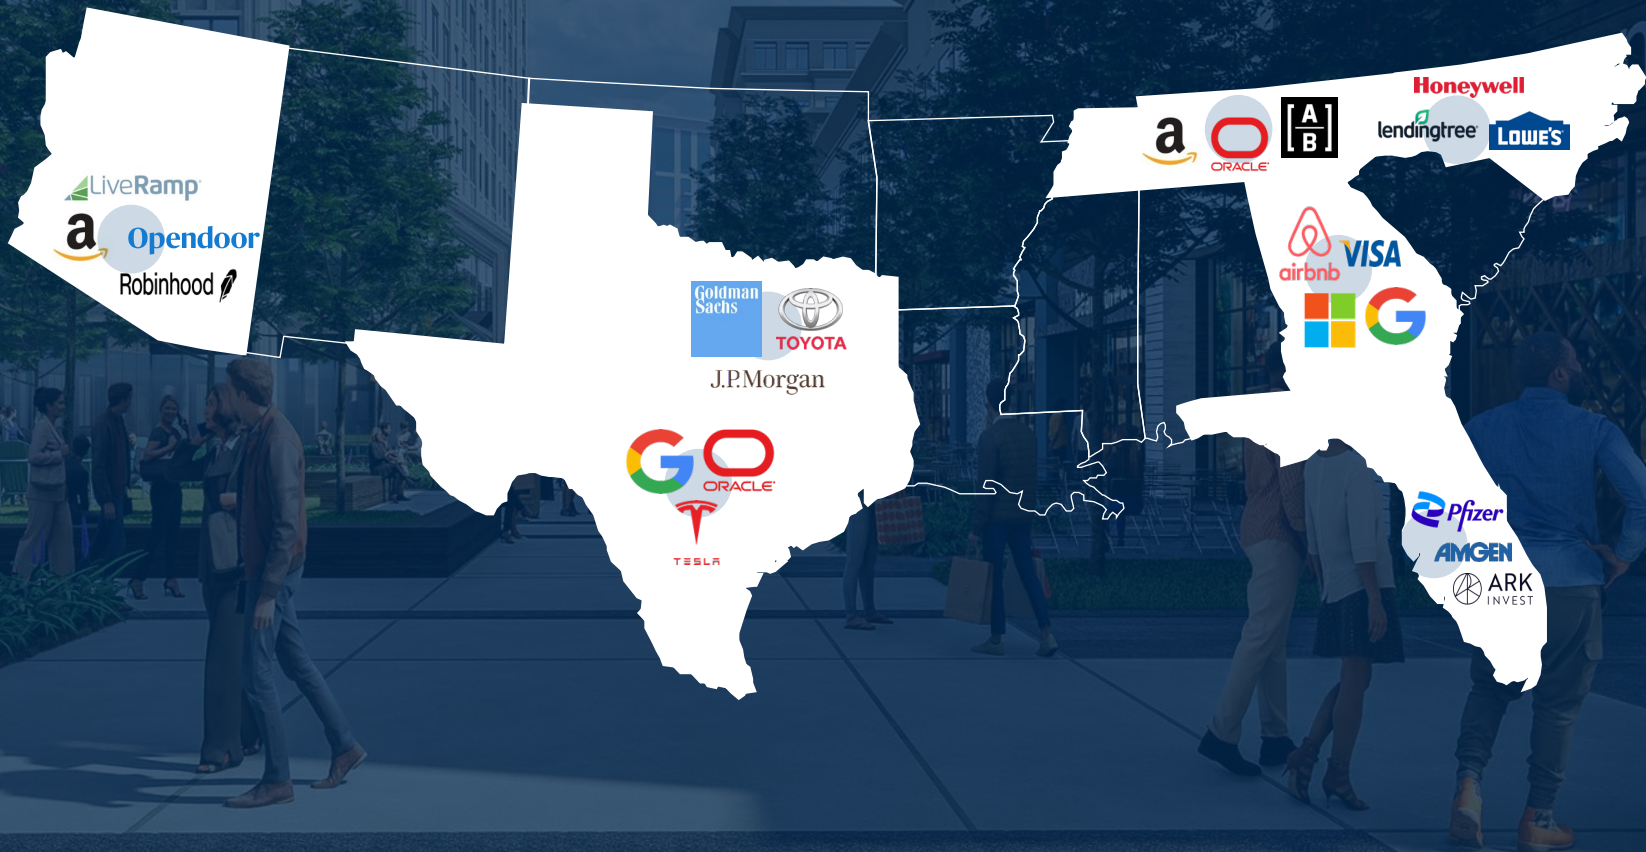 LiveRamp
a
Opendoor
Robinhood
Goldman
Sachs
TOYOTA
J.P.Morgan
G
ORACLE
TESLA
a
ORACLE
[A
B]
Honeywell
lendingtree
LOWE'S
airbnb
VISA
G
Pfizer
AMGEN
ARK
INVEST